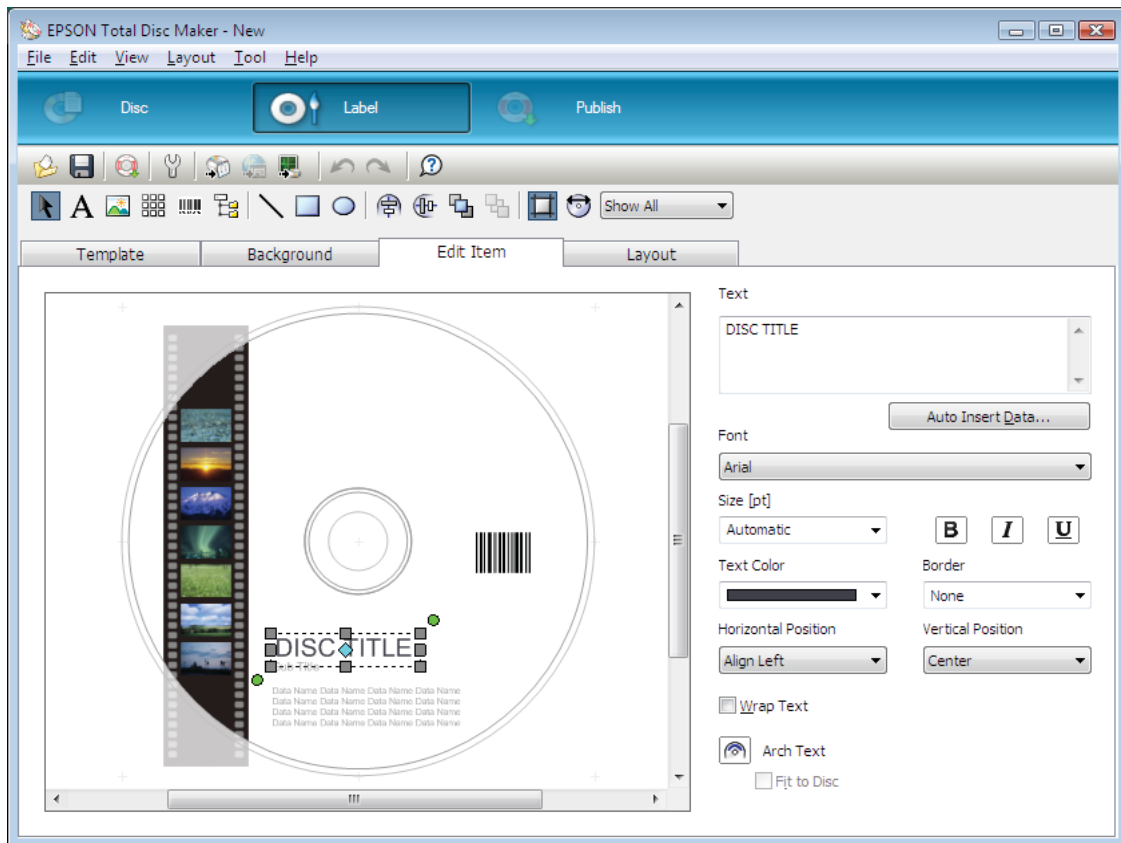 EPSON Total Disc Maker - New
File Edit View Layout Tool Help
Disc Label Publish
A Show All
Template Background Edit Item Layout
Text
DISC TITLE
Auto Insert Data...
Font
Arial
Size [pt]
Automatic B I U
Text Color Border
None
Horizontal Position Vertical Position
Align Left Center
Wrap Text
Arch Text
Fit to Disc
DISC TITLE
Sub Title
Data Name Data Name Data Name Data Name
Data Name Data Name Data Name Data Name
Data Name Data Name Data Name Data Name
Data Name Data Name Data Name Data Name